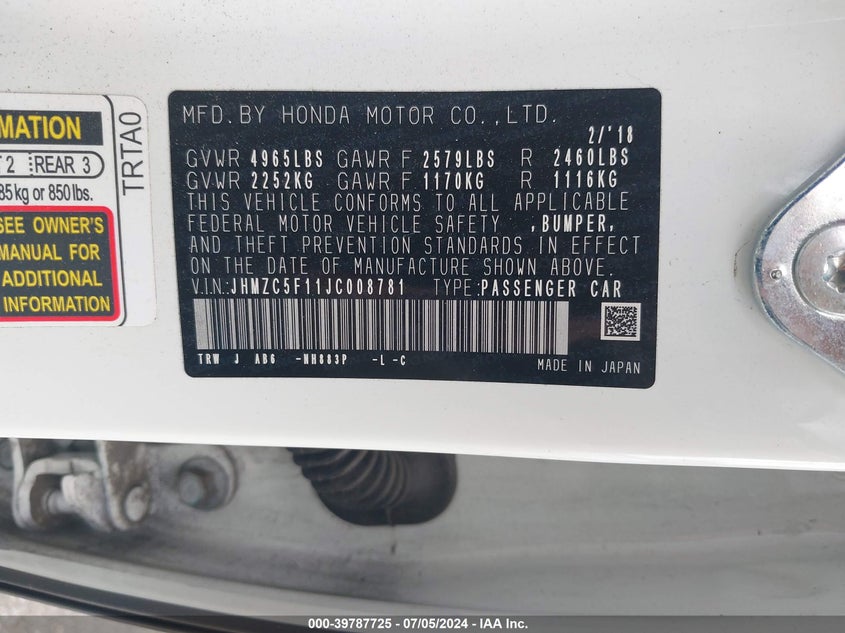 MATION
T 2 REAR 3
85 kg or 850 lbs.
SEE OWNER'S
MANUAL FOR
ADDITIONAL
INFORMATION
TRTA0
MFD.BY HONDA MOTOR CO.,LTD.
2/'18
GVWR 4965LBS GAWR F 2579LBS R 2460LBS
GVWR 2252KG GAWR F 1170KG R 1116KG
THIS VEHICLE CONFORMS TO ALL APPLICABLE
FEDERAL MOTOR VEHICLE SAFETY ,BUMPER,
AND THEFT PREVENTION STANDARDS IN EFFECT
ON THE DATE OF MANUFACTURE SHOWN ABOVE.
V.I.N:JHMZC5F11JC008781 TYPE:PASSENGER CAR
TRW J AB6 -NH883P -L -C
MADE IN JAPAN
000-39787725 - 07/05/2024 - IAA Inc.